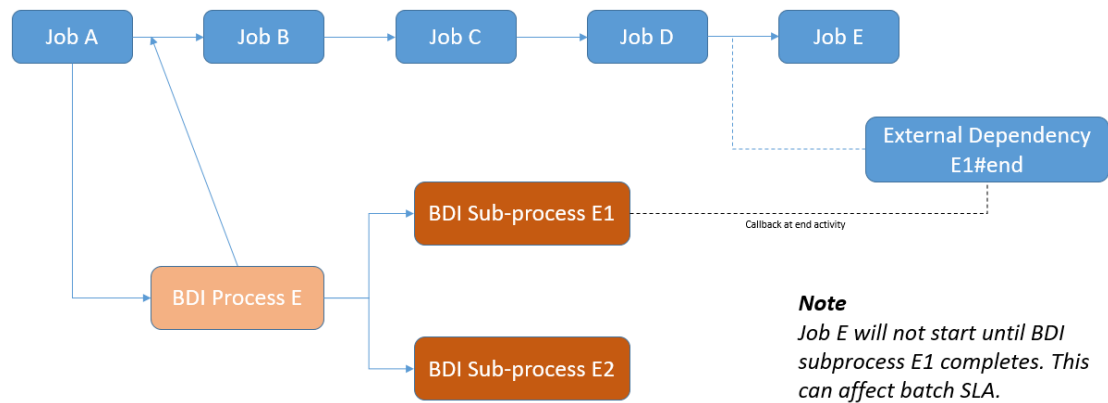 Job A
Job B
Job C
Job D
Job E
External Dependency
E1#end
BDI Sub-process E1
Callback at end activity
BDI Process E
BDI Sub-process E2
Note
Job E will not start until BDI
subprocess E1 completes. This
can affect batch SLA.